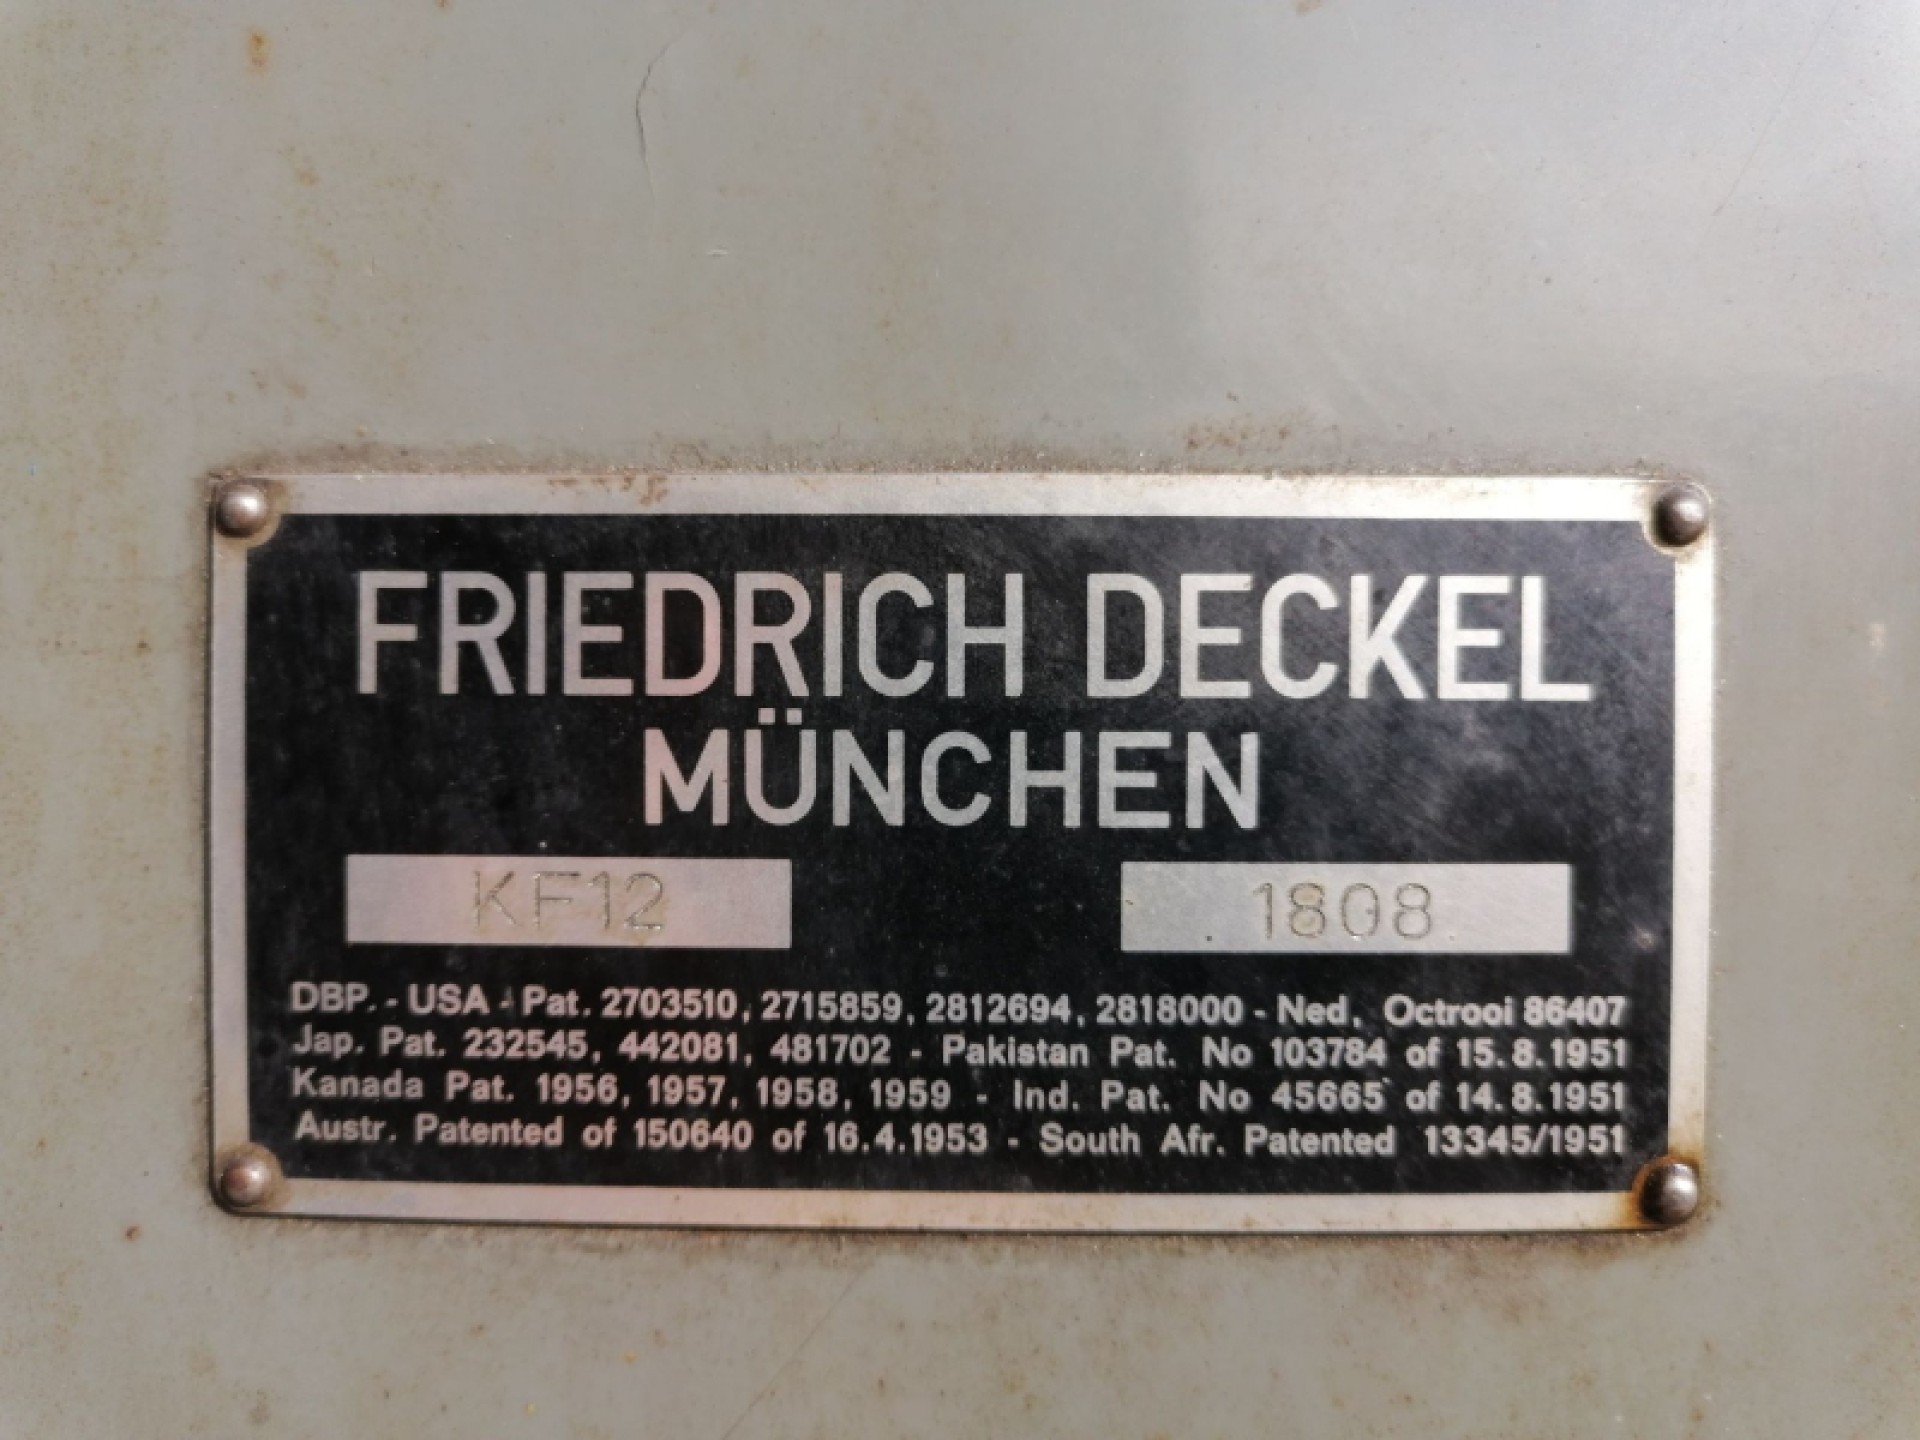 FRIEDRICH DECKEL
MÜNCHEN
KF12 1808
DBP. - USA - Pat. 2703510, 2715859, 2812694, 2818000 - Ned. Octrooi 86407
Jap. Pat. 232545, 442081, 481702 - Pakistan Pat. No 103784 of 15.8.1951
Kanada Pat. 1956, 1957, 1958, 1959 - Ind. Pat. No 45665 of 14.8.1951
Austr. Patented of 150640 of 16.4.1953 - South Afr. Patented 13345/1951